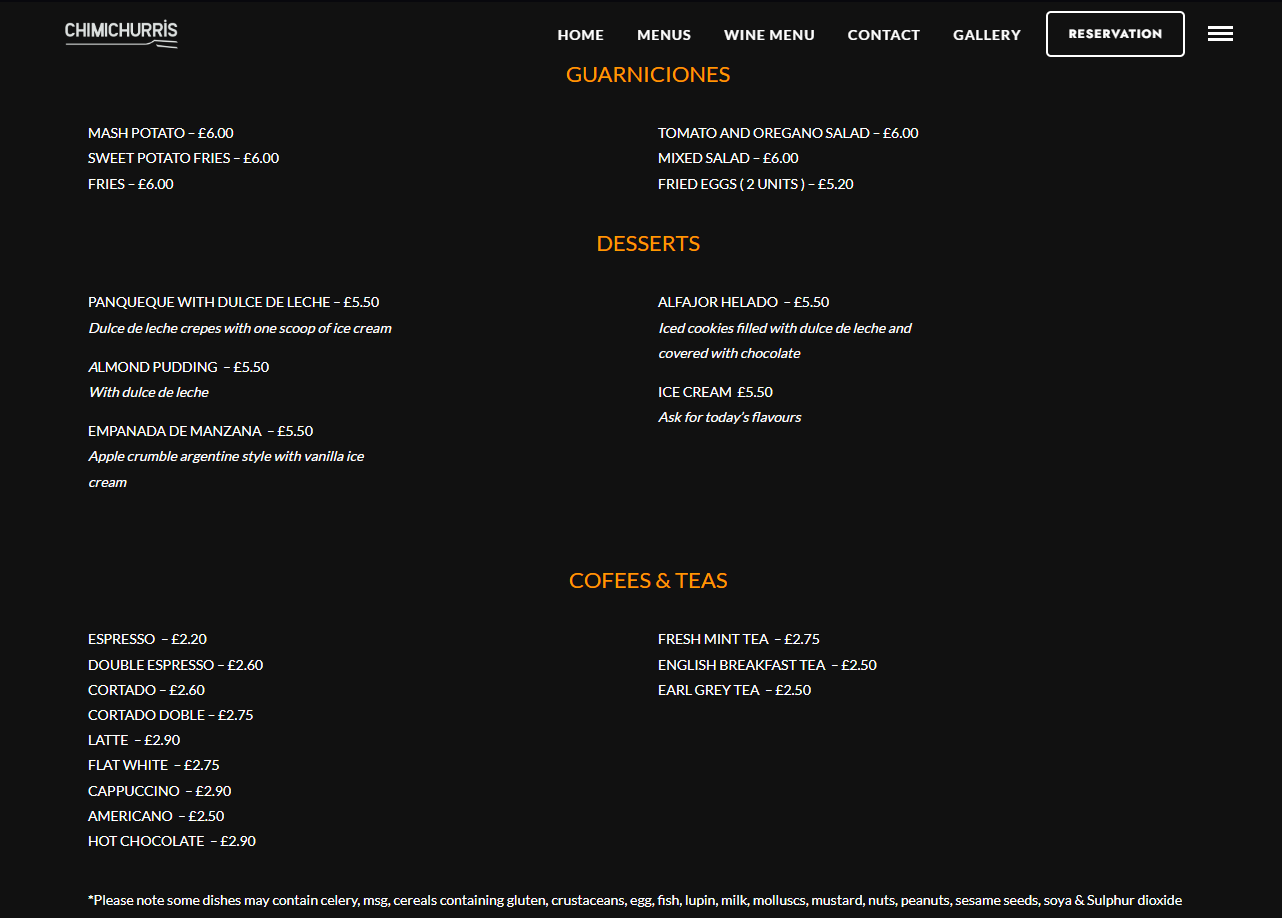 CHIMICHURRIS
HOME MENUS WINE MENU CONTACT GALLERY RESERVATION
GUARNICIONES
MASH POTATO – £6.00
SWEET POTATO FRIES – £6.00
FRIES – £6.00
TOMATO AND OREGANO SALAD – £6.00
MIXED SALAD – £6.00
FRIED EGGS ( 2 UNITS ) – £5.20
DESSERTS
PANQUEQUE WITH DULCE DE LECHE – £5.50
Dulce de leche crepes with one scoop of ice cream
ALMOND PUDDING – £5.50
With dulce de leche
EMPANADA DE MANZANA – £5.50
Apple crumble argentine style with vanilla ice
cream
ALFAJOR HELADO – £5.50
Iced cookies filled with dulce de leche and
covered with chocolate
ICE CREAM £5.50
Ask for today's flavours
COFEES & TEAS
ESPRESSO – £2.20
DOUBLE ESPRESSO – £2.60
CORTADO – £2.60
CORTADO DOBLE – £2.75
LATTE – £2.90
FLAT WHITE – £2.75
CAPPUCCINO – £2.90
AMERICANO – £2.50
HOT CHOCOLATE – £2.90
FRESH MINT TEA – £2.75
ENGLISH BREAKFAST TEA – £2.50
EARL GREY TEA – £2.50
*Please note some dishes may contain celery, msg, cereals containing gluten, crustaceans, egg, fish, lupin, milk, molluscs, mustard, nuts, peanuts, sesame seeds, soya & Sulphur dioxide